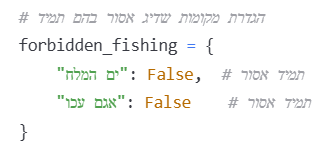 # הגדרת מקומות שדיג אסור בהם תמיד
forbidden_fishing = {
    "ים המלח": False,  # תמיד אסור
    "אגם עכו": False   # תמיד אסור
}